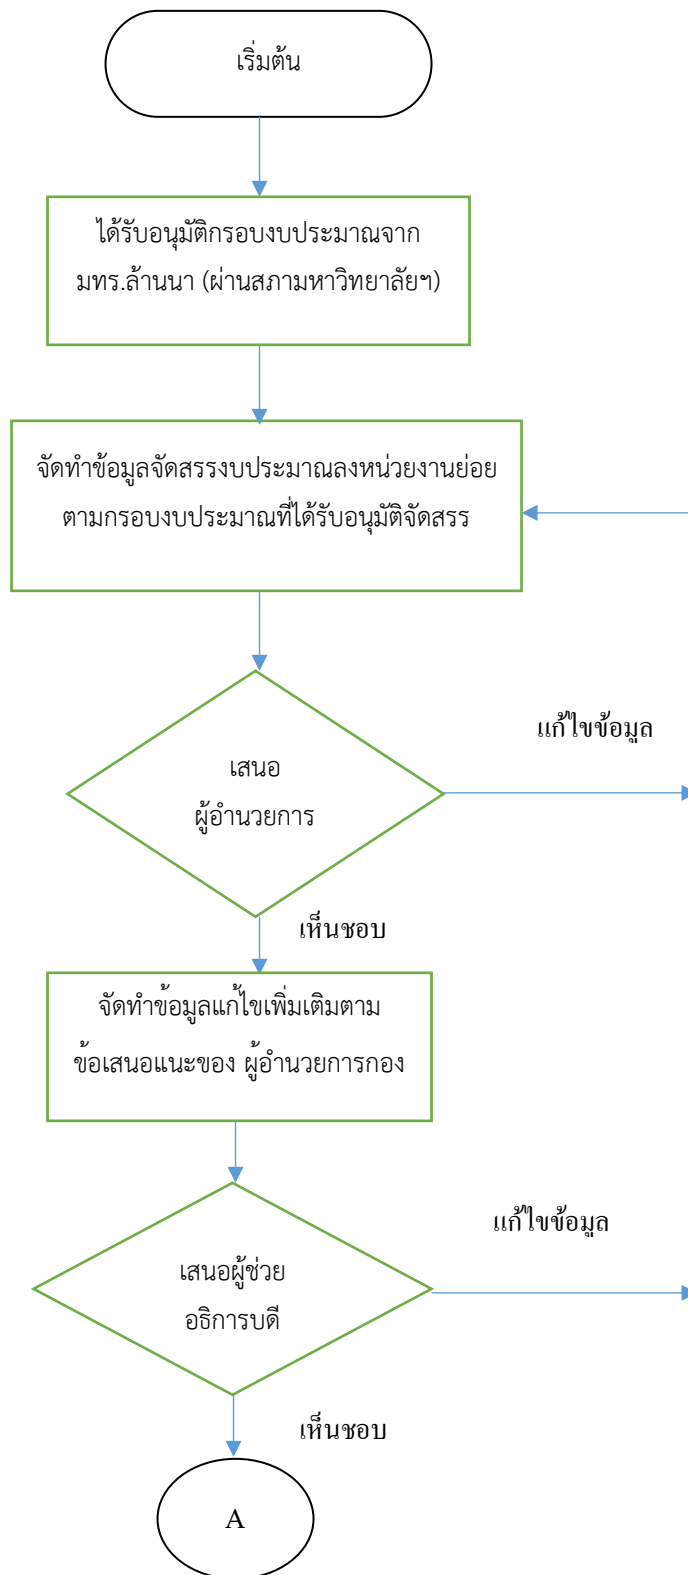 เริ่มต้น
ได้รับอนุมัติกรอบงบประมาณจาก
มทร.ล้านนา (ผ่านสภามหาวิทยาลัยฯ)
จัดทำข้อมูลจัดสรรงบประมาณลงหน่วยงานย่อย
ตามกรอบงบประมาณที่ได้รับอนุมัติจัดสรร
แก้ไขข้อมูล
เสนอ
ผู้อำนวยการ
เห็นชอบ
จัดทำข้อมูลแก้ไขเพิ่มเติมตาม
ข้อเสนอแนะของ ผู้อำนวยการกอง
แก้ไขข้อมูล
เสนอผู้ช่วย
อธิการบดี
เห็นชอบ
A